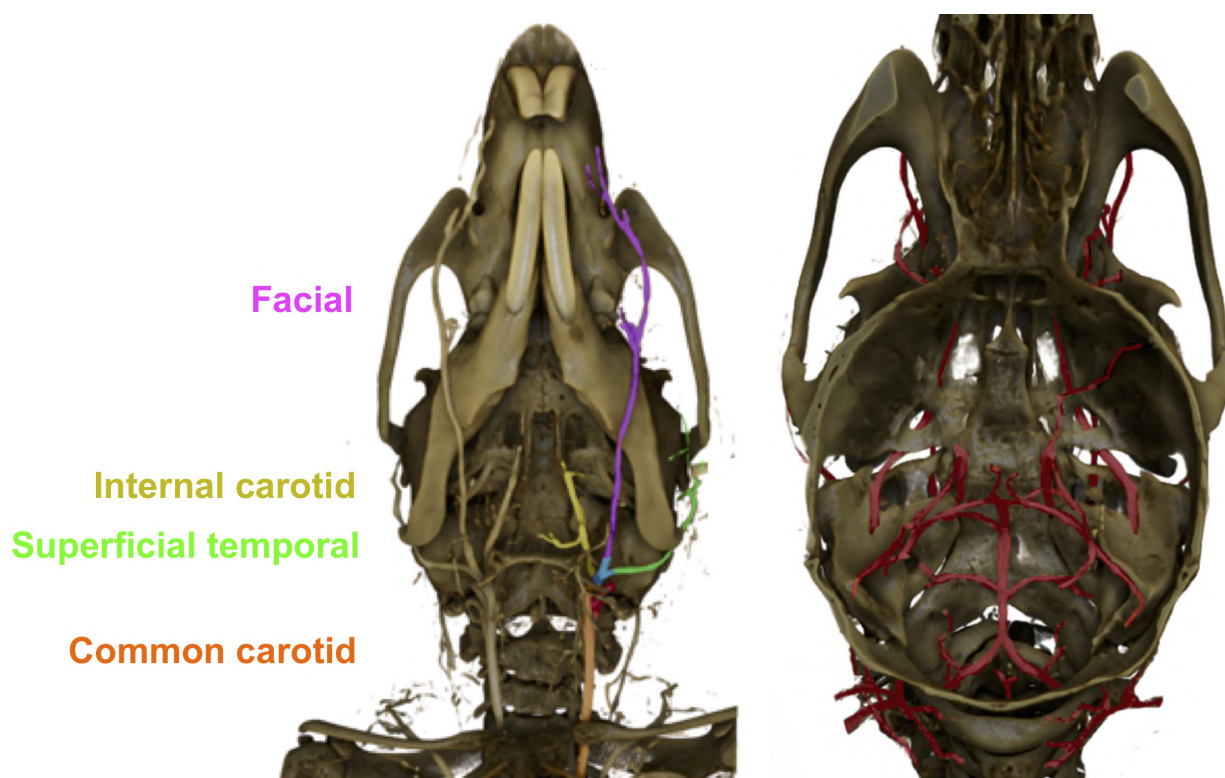 Facial
Internal carotid
Superficial temporal
Common carotid